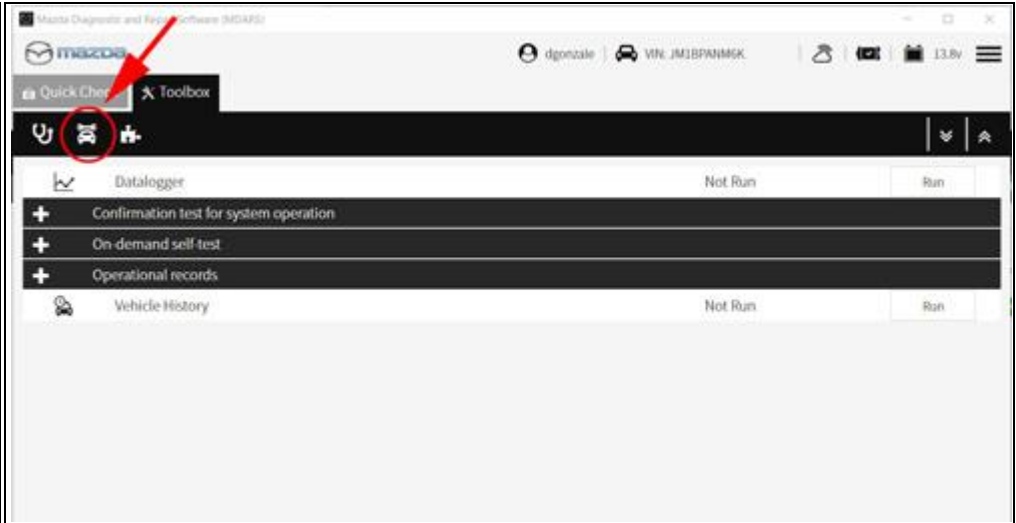 Mazda Diagnostic and Repair Software (MDARS)
mazda dgonzale VIN: JM1BPANM6K 13.8v
Quick Toolbox
Datalogger Not Run Run
Confirmation test for system operation
On-demand self-test
Operational records
Vehicle History Not Run Run